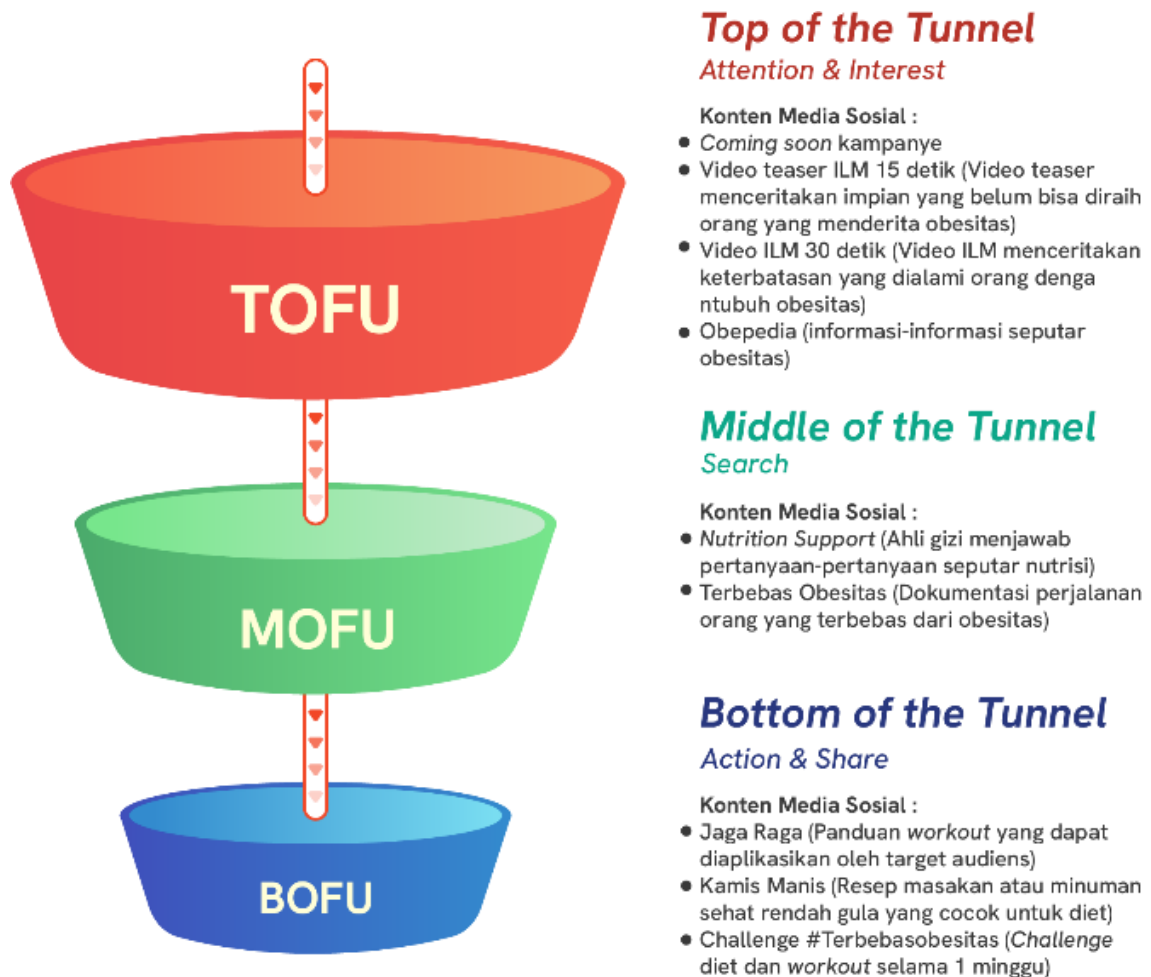 Top of the Tunnel
Attention & Interest
Konten Media Sosial :
• Coming soon kampanye
• Video teaser ILM 15 detik (Video teaser
menceritakan impian yang belum bisa diraih
orang yang menderita obesitas)
• Video ILM 30 detik (Video ILM menceritakan
keterbatasan yang dialami orang denga
ntubuh obesitas)
• Obepedia (informasi-informasi seputar
obesitas)
TOFU
Middle of the Tunnel
Search
Konten Media Sosial :
• Nutrition Support (Ahli gizi menjawab
pertanyaan-pertanyaan seputar nutrisi)
• Terbebas Obesitas (Dokumentasi perjalanan
orang yang terbebas dari obesitas)
MOFU
Bottom of the Tunnel
Action & Share
Konten Media Sosial :
• Jaga Raga (Panduan workout yang dapat
diaplikasikan oleh target audiens)
• Kamis Manis (Resep masakan atau minuman
sehat rendah gula yang cocok untuk diet)
• Challenge #Terbebasobesitas (Challenge
diet dan workout selama 1 minggu)
BOFU